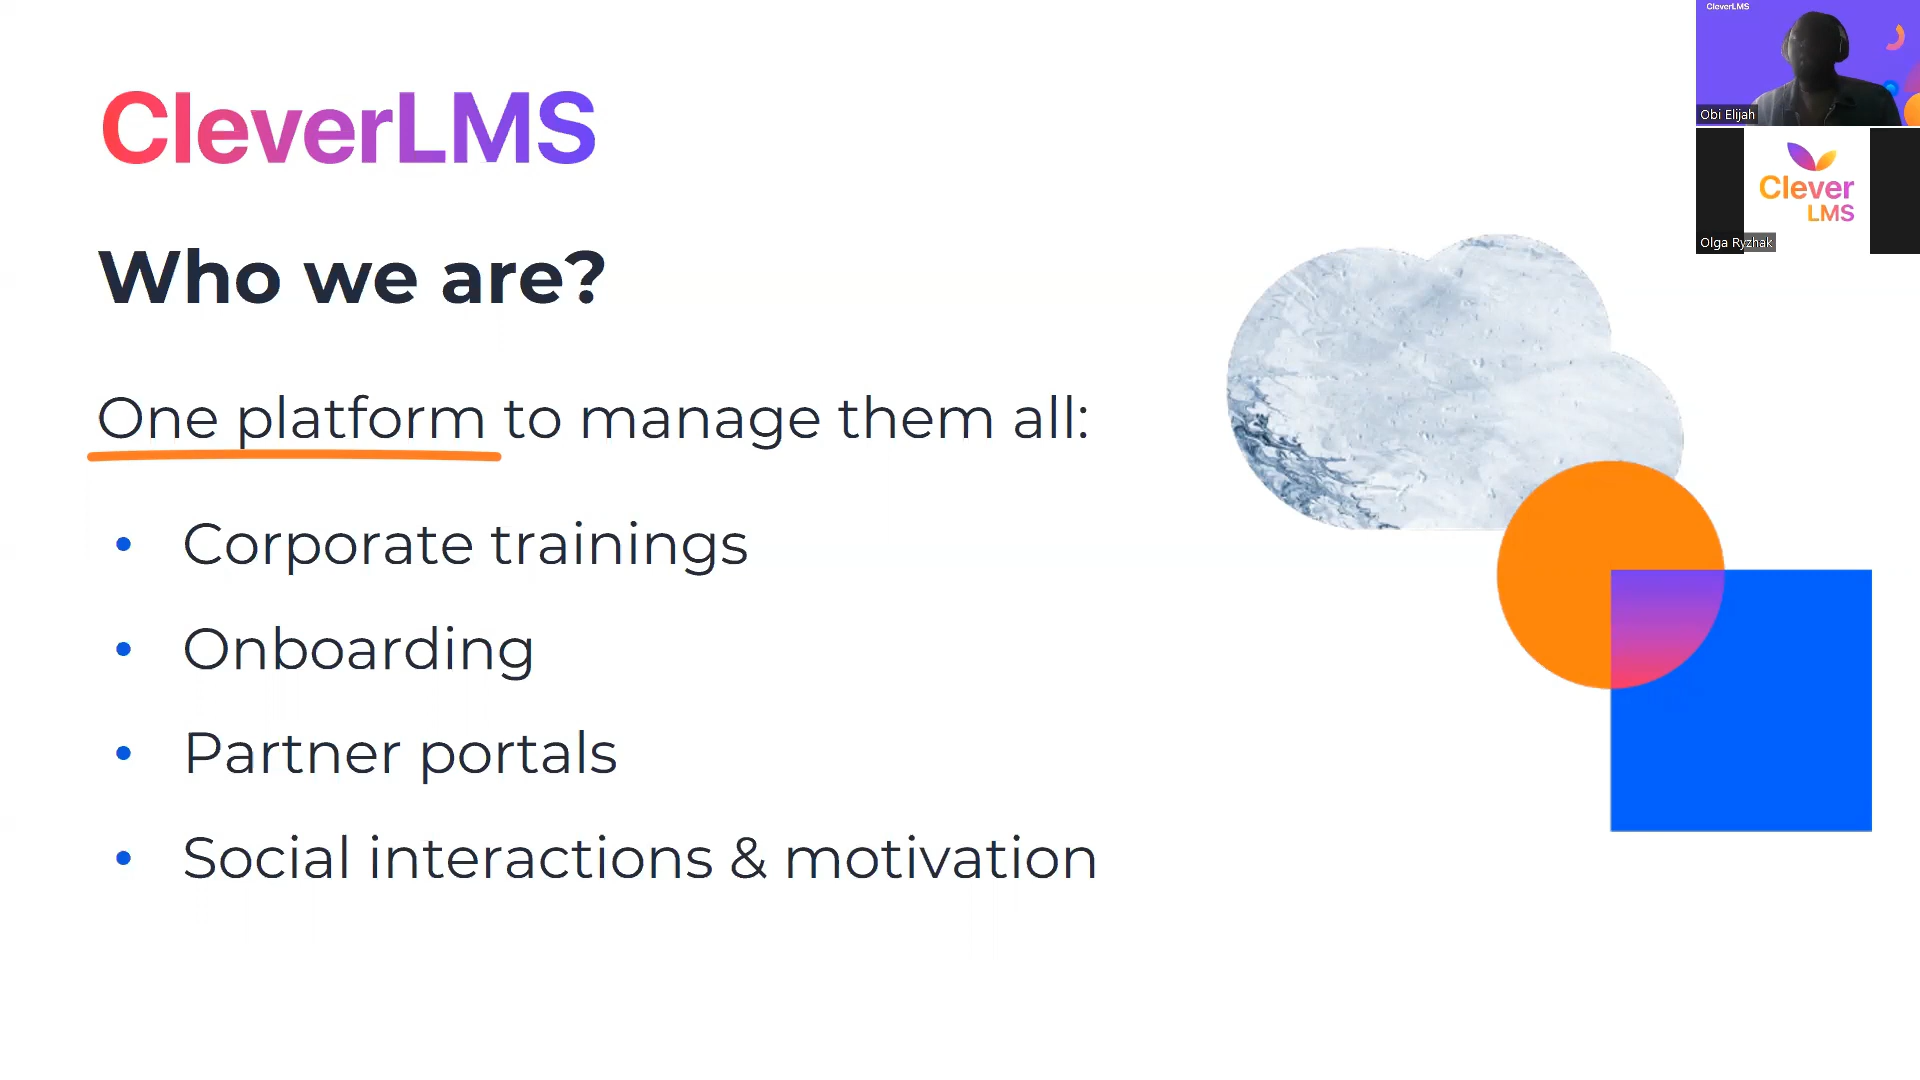 CleverLMS
Who we are?
One platform to manage them all:
• Corporate trainings
• Onboarding
• Partner portals
• Social interactions & motivation
CleverLMS
Obi Elijah
Clever
LMS
Olga Ryzhak